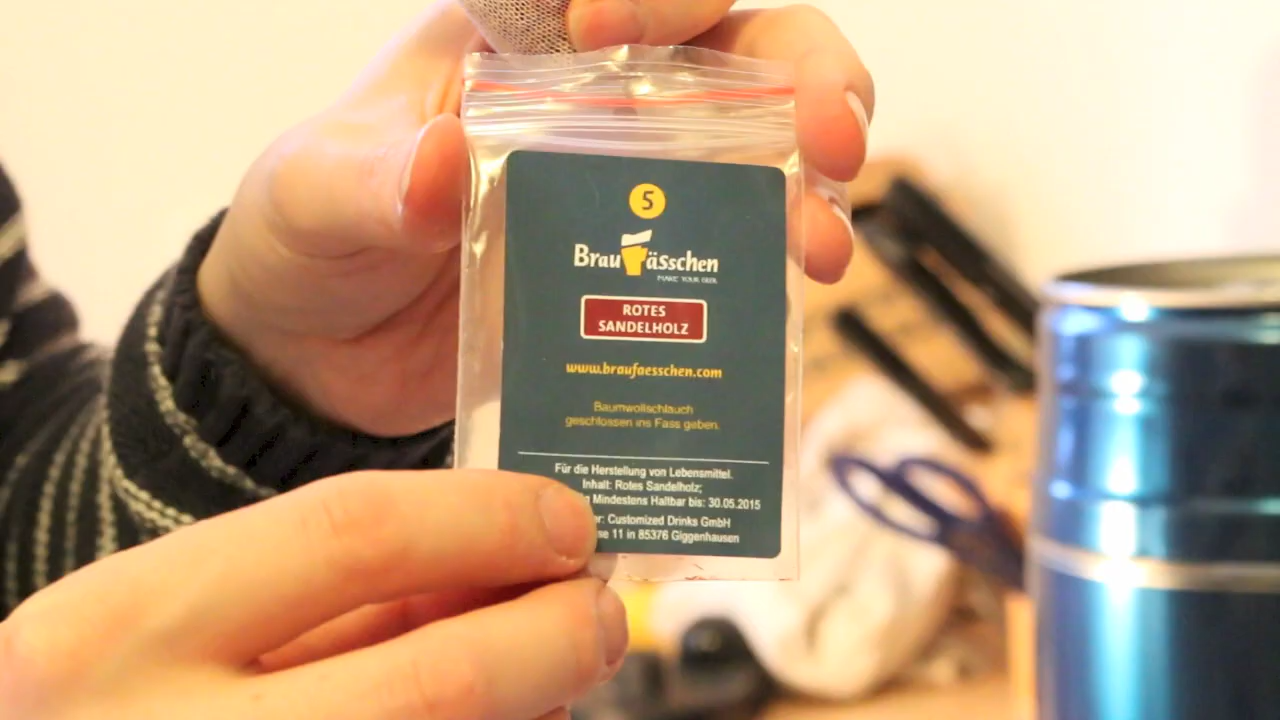 5
Braufässchen
MAKE YOUR BEER.
ROTES
SANDELHOLZ
www.braufaesschen.com
Baumwollschlauch
geschlossen ins Fass geben.
Für die Herstellung von Lebensmittel.
Inhalt: Rotes Sandelholz;
Mindestens Haltbar bis: 30.05.2015
Customized Drinks GmbH
11 in 85376 Giggenhausen